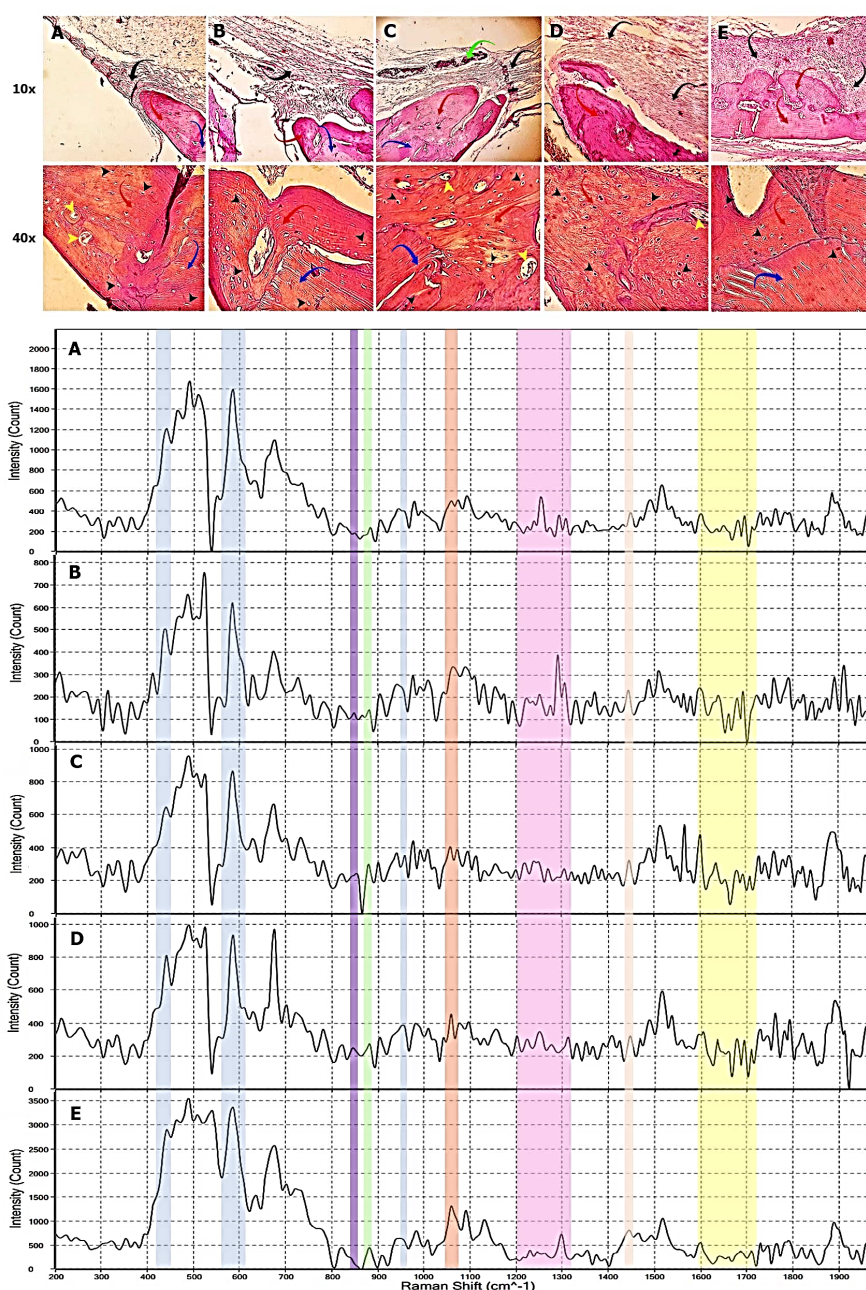 A B C D E
10x
40x
A
Intensity (Count)
2000
1800
1600
1400
1200
1000
800
600
400
200
0
B
Intensity (Count)
800
700
600
500
400
300
200
100
0
C
Intensity (Count)
1000
800
600
400
200
0
D
Intensity (Count)
1000
800
600
400
200
0
E
Intensity (Count)
3500
3000
2500
2000
1500
1000
500
0
200 300 400 500 600 700 800 900 1000 1100 1200 1300 1400 1500 1600 1700 1800 1900
Raman Shift (cm^-1)